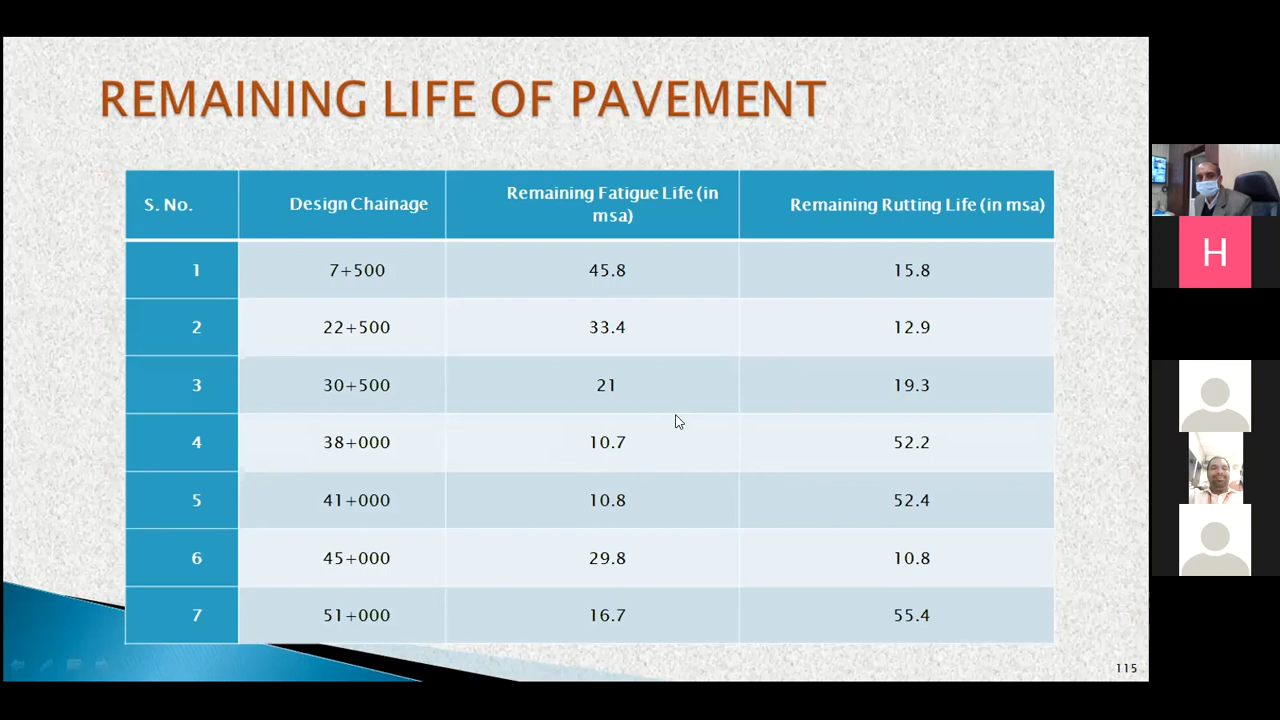 REMAINING LIFE OF PAVEMENT
S. No. Design Chainage Remaining Fatigue Life (in msa) Remaining Rutting Life (in msa)
1 7+500 45.8 15.8
2 22+500 33.4 12.9
3 30+500 21 19.3
4 38+000 10.7 52.2
5 41+000 10.8 52.4
6 45+000 29.8 10.8
7 51+000 16.7 55.4
115
H